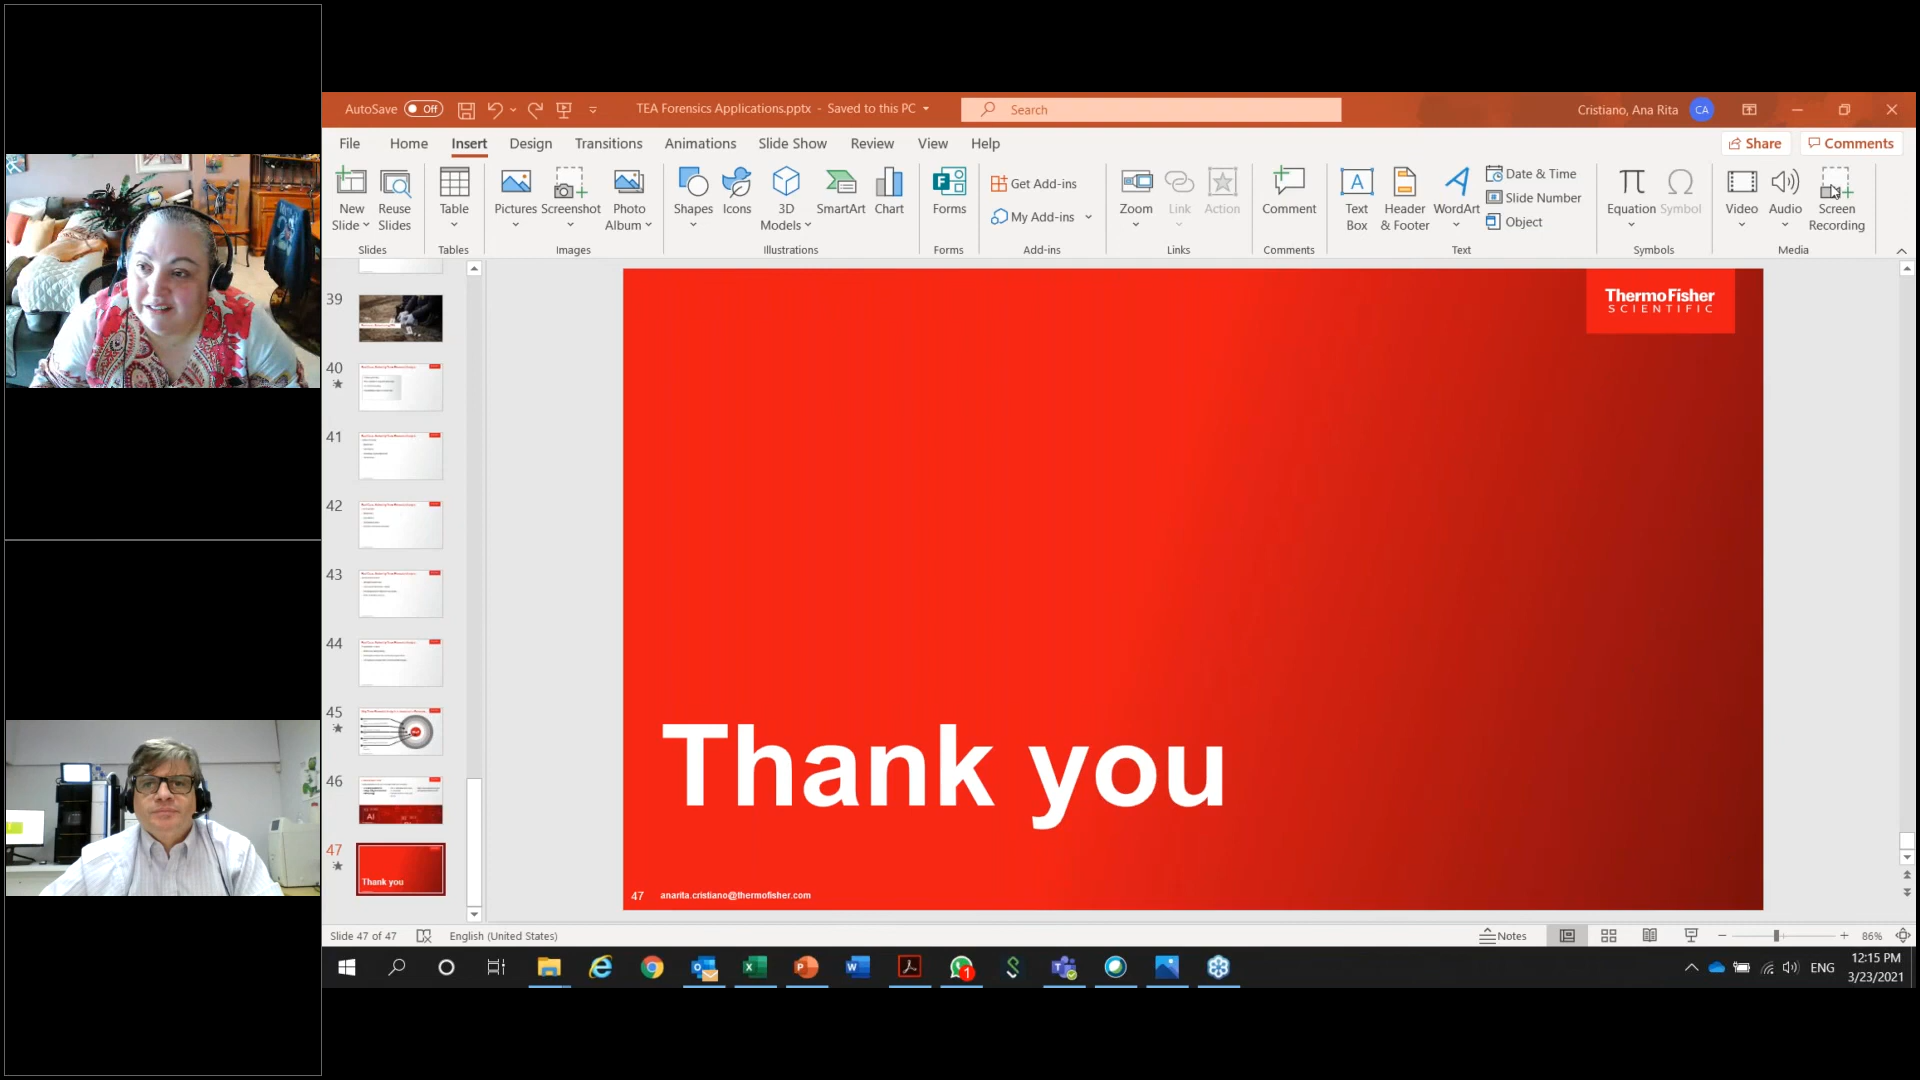 AutoSave Off
TEA Forensics Applications.pptx - Saved to this PC
Search
Cristiano, Ana Rita CA
File Home Insert Design Transitions Animations Slide Show Review View Help
Share Comments
New Slide
Reuse Slides
Table
Pictures
Screenshot
Photo Album
Shapes
Icons
3D Models
SmartArt
Chart
Forms
Get Add-ins
My Add-ins
Zoom
Link
Action
Comment
Text Box
Header & Footer
WordArt
Date & Time
Slide Number
Object
Equation
Symbol
Video
Audio
Screen Recording
Slides Tables Images Illustrations Forms Add-ins Links Comments Text Symbols Media
39
40
41
42
43
44
45
46
47
Thank you
ThermoFisher
SCIENTIFIC
Thank you
47 anarita.cristiano@thermofisher.com
Slide 47 of 47 English (United States)
Notes
86%
1
ENG
12:15 PM
3/23/2021